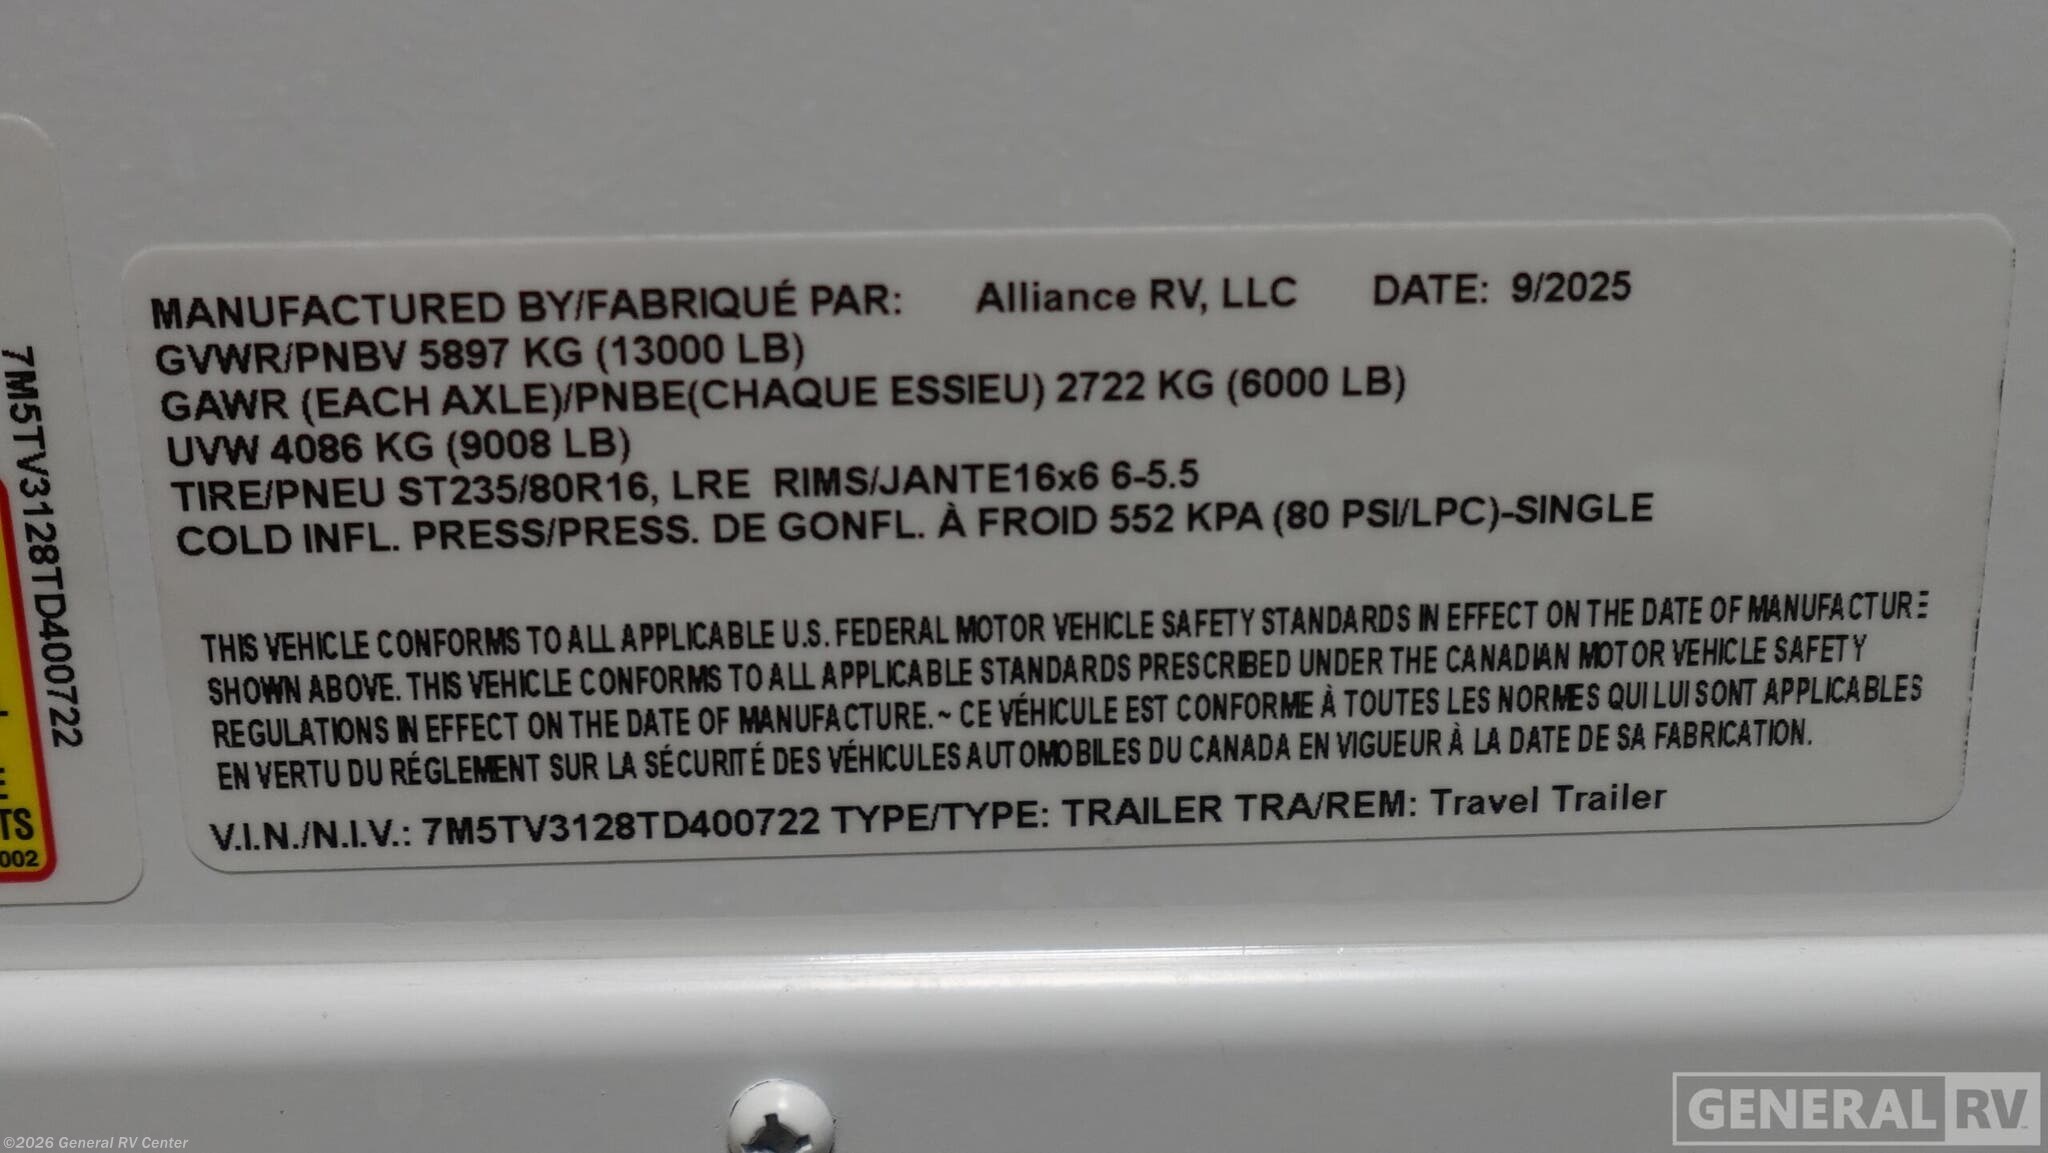 MANUFACTURED BY/FABRIQUÉ PAR: Alliance RV, LLC DATE: 9/2025
GVWR/PNBV 5897 KG (13000 LB)
GAWR (EACH AXLE)/PNBE(CHAQUE ESSIEU) 2722 KG (6000 LB)
UVW 4086 KG (9008 LB)
TIRE/PNEU ST235/80R16, LRE RIMS/JANTE16x6 6-5.5
COLD INFL. PRESS/PRESS. DE GONFL. À FROID 552 KPA (80 PSI/LPC)-SINGLE
THIS VEHICLE CONFORMS TO ALL APPLICABLE U.S. FEDERAL MOTOR VEHICLE SAFETY STANDARDS IN EFFECT ON THE DATE OF MANUFACTURE
SHOWN ABOVE. THIS VEHICLE CONFORMS TO ALL APPLICABLE STANDARDS PRESCRIBED UNDER THE CANADIAN MOTOR VEHICLE SAFETY
REGULATIONS IN EFFECT ON THE DATE OF MANUFACTURE. ~ CE VÉHICULE EST CONFORME À TOUTES LES NORMES QUI LUI SONT APPLICABLES
EN VERTU DU RÉGLEMENT SUR LA SÉCURITÉ DES VÉHICULES AUTOMOBILES DU CANADA EN VIGUEUR À LA DATE DE SA FABRICATION.
V.I.N./N.I.V.: 7M5TV3128TD400722 TYPE/TYPE: TRAILER TRA/REM: Travel Trailer
7M5TV3128TD400722
TS
002
GENERAL RV
©2026 General RV Center